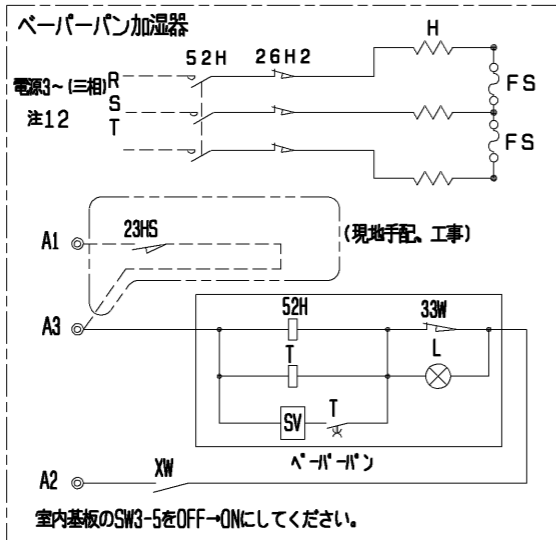 ベーパーパン加湿器
52H 26H2 H
電源3~(三相) R
S
注12 T
FS
FS
A1 23HS (現地手配、工事)
A3
52H 33W
T L
SV T
ベーパーパン
A2 XW
室内基板のSW3-5をOFF→ONにしてください。